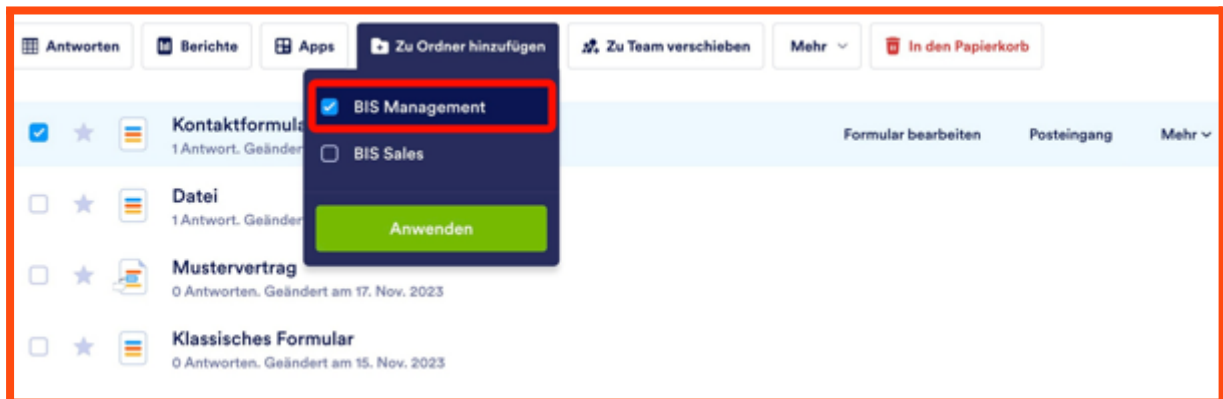 Antworten Berichte Apps Zu Ordner hinzufügen Zu Team verschieben Mehr In den Papierkorb
BIS Management
Kontaktformula Formular bearbeiten Posteingang Mehr
1 Antwort. Geänder
BIS Sales
Datei
1 Antwort. Geänder
Anwenden
Mustervertrag
0 Antworten. Geändert am 17. Nov. 2023
Klassisches Formular
0 Antworten. Geändert am 15. Nov. 2023